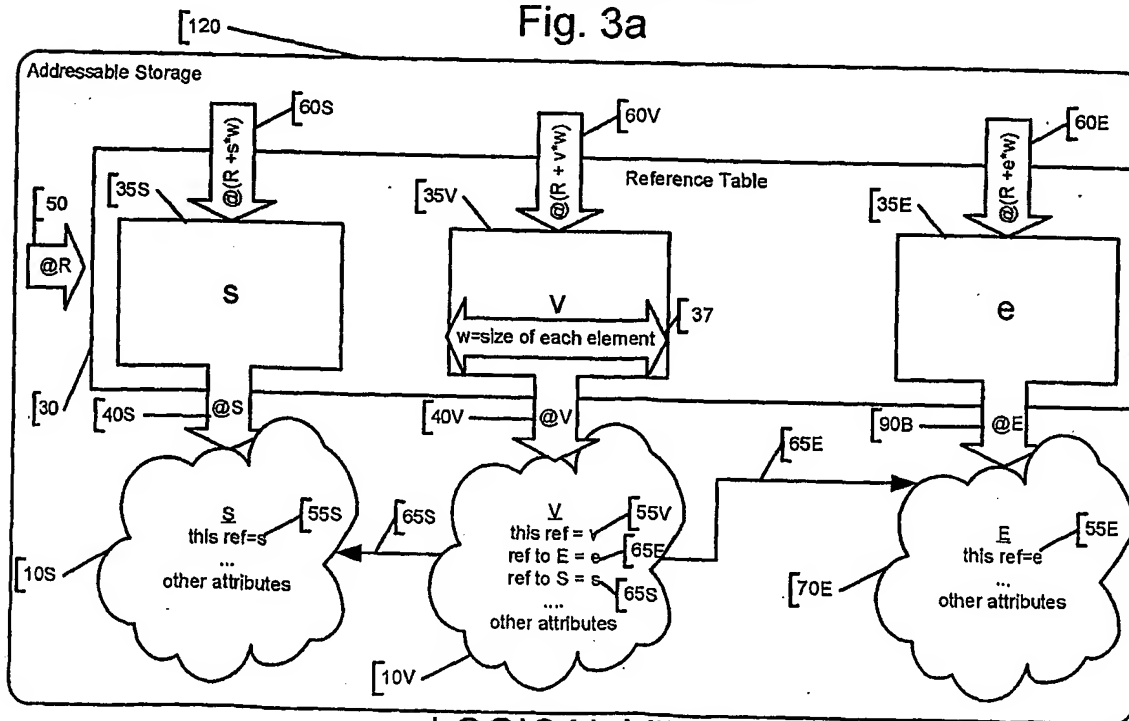 Fig. 3a
120
Addressable Storage
60S
60V
60E
@(R +s*w)
@(R + v*w)
@(R +e*w)
Reference Table
50
35S
35V
35E
@R
s
v
e
37
w=size of each element
30
40S
@S
40V
@V
90B
@E
65E
S
this ref=s
55S
...
other attributes
65S
V
this ref = v
55V
ref to E = e
65E
ref to S = s
65S
....
other attributes
E
this ref=e
55E
...
other attributes
10S
10V
70E